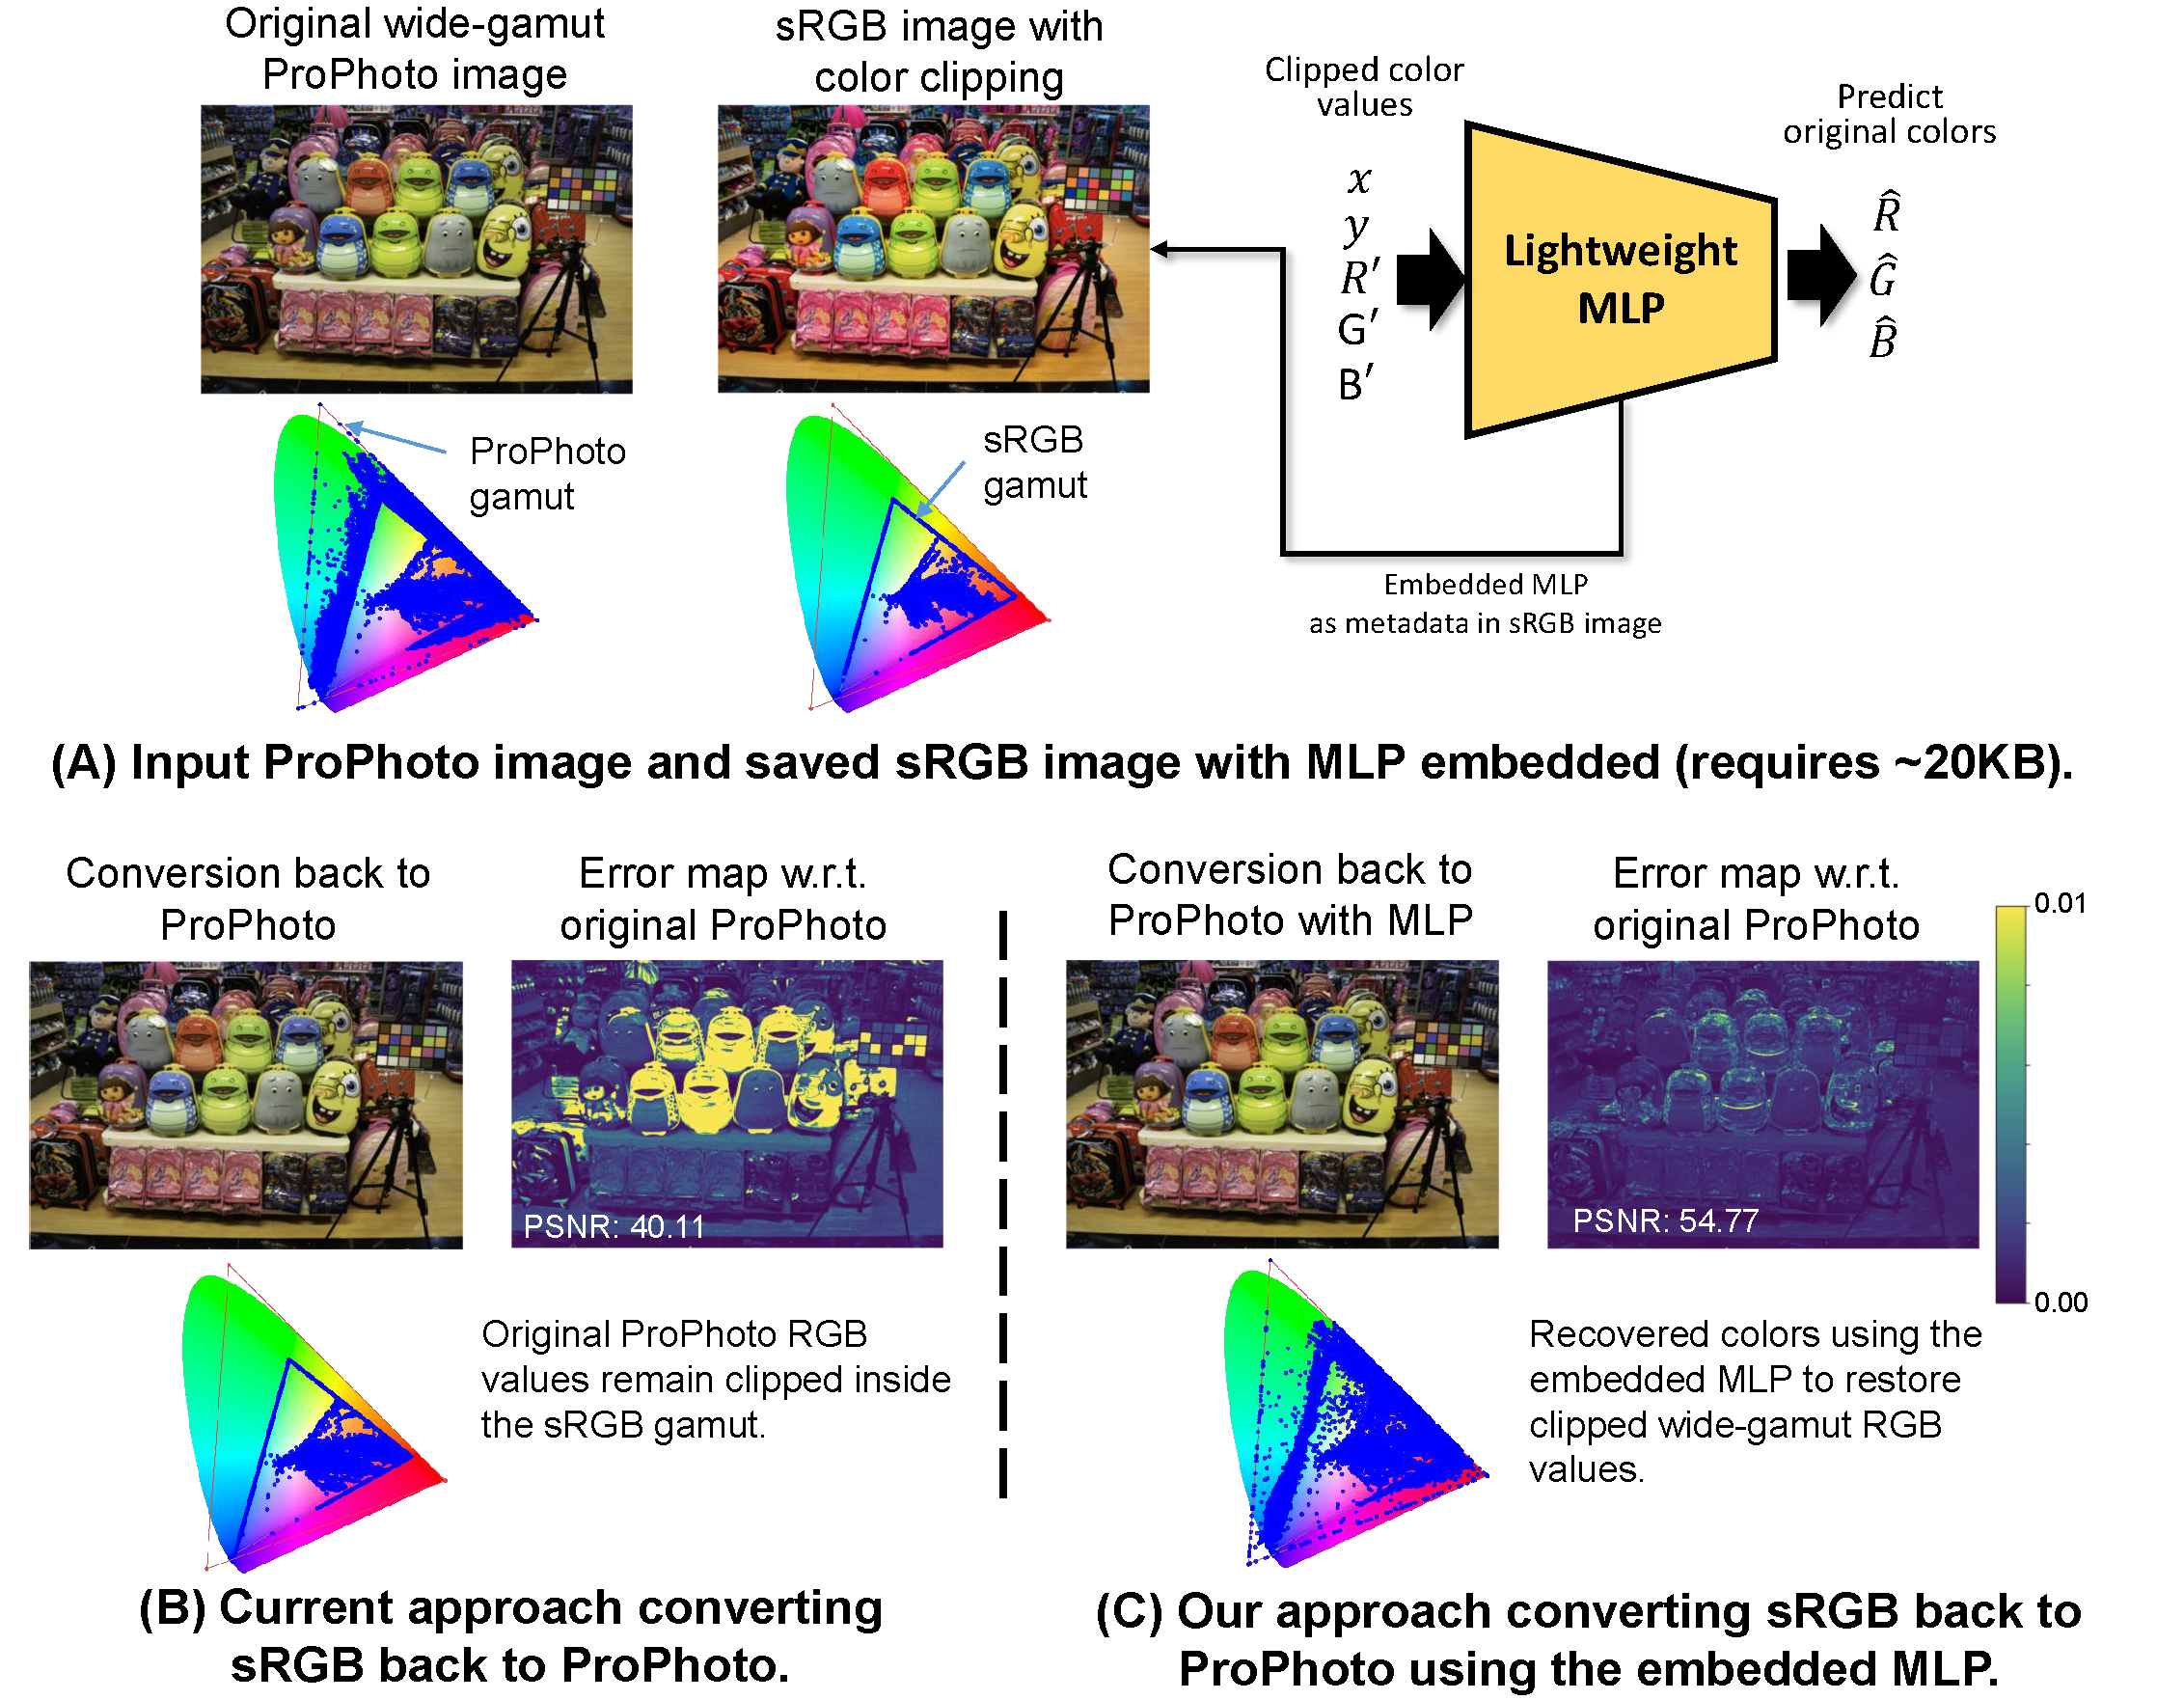 Original wide-gamut
ProPhoto image
sRGB image with
color clipping
Clipped color
values
Predict
original colors
x
y
R′
G′
B′
Lightweight
MLP
R̂
Ĝ
B̂
ProPhoto
gamut
sRGB
gamut
Embedded MLP
as metadata in sRGB image
(A) Input ProPhoto image and saved sRGB image with MLP embedded (requires ~20KB).
Conversion back to
ProPhoto
Error map w.r.t.
original ProPhoto
PSNR: 40.11
Original ProPhoto RGB
values remain clipped inside
the sRGB gamut.
(B) Current approach converting
sRGB back to ProPhoto.
Conversion back to
ProPhoto with MLP
Error map w.r.t.
original ProPhoto
0.01
PSNR: 54.77
0.00
Recovered colors using the
embedded MLP to restore
clipped wide-gamut RGB
values.
(C) Our approach converting sRGB back to
ProPhoto using the embedded MLP.